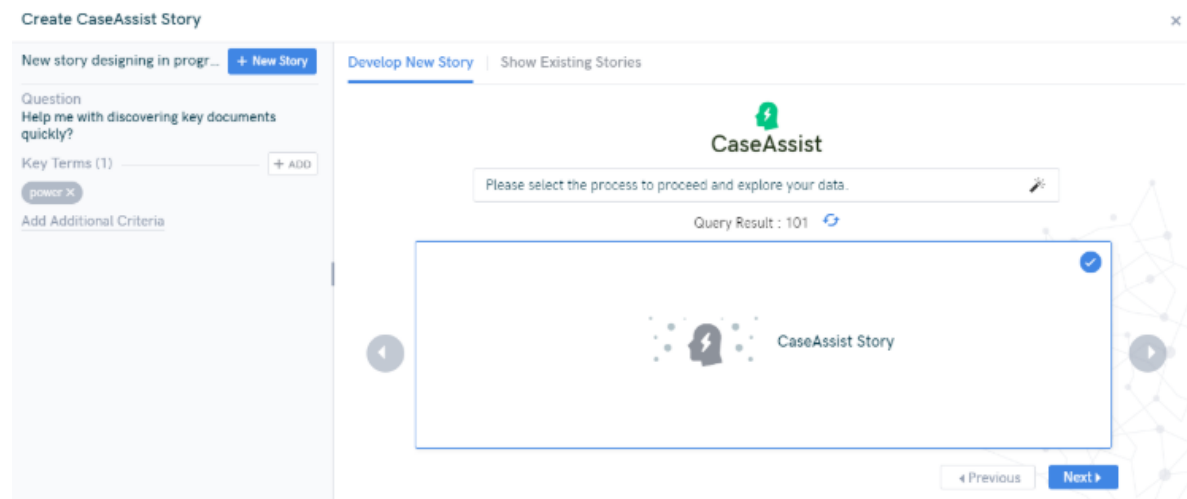 Create CaseAssist Story
New story designing in progr...
+ New Story
Question
Help me with discovering key documents
quickly?
Key Terms (1)
+ ADD
power ×
Add Additional Criteria
Develop New Story
Show Existing Stories
CaseAssist
Please select the process to proceed and explore your data.
Query Result : 101
CaseAssist Story
Previous
Next